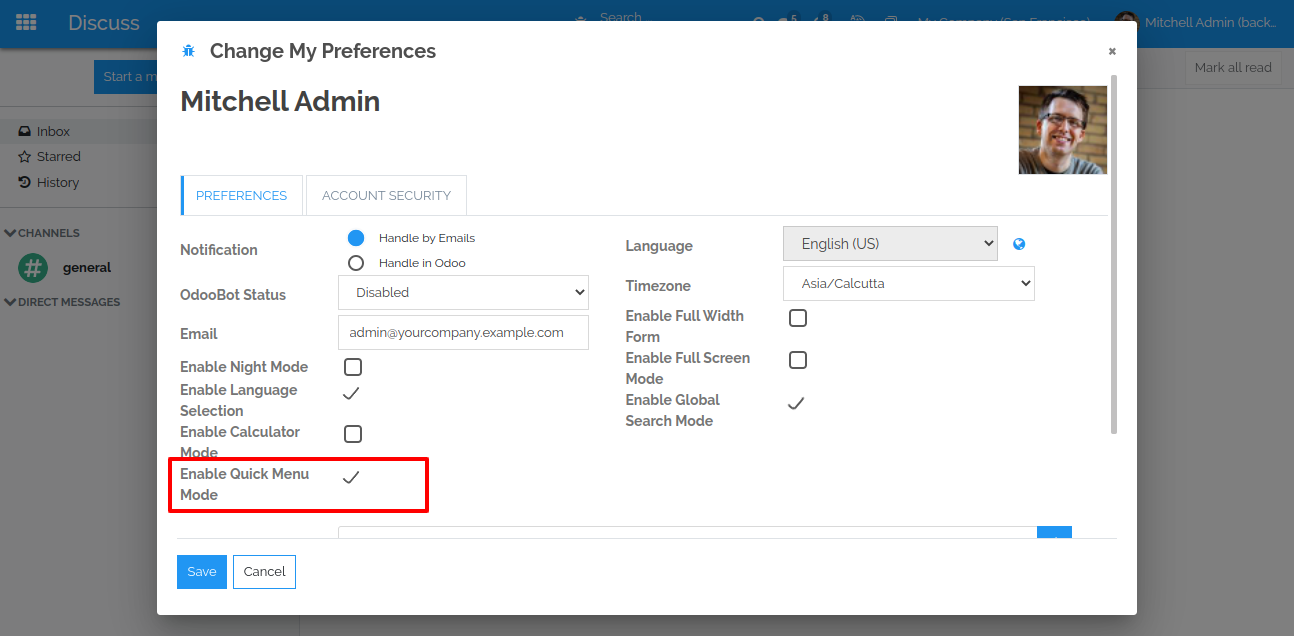 Discuss
Search
5
8
My Company (San Francisco)
Mitchell Admin (back...
Start a m
Mark all read
Inbox
Starred
History
CHANNELS
general
DIRECT MESSAGES
Change My Preferences
×
Mitchell Admin
PREFERENCES
ACCOUNT SECURITY
Notification
Handle by Emails
Handle in Odoo
OdooBot Status
Disabled
Email
admin@yourcompany.example.com
Enable Night Mode
Enable Language
Selection
Enable Calculator
Mode
Enable Quick Menu
Mode
Language
English (US)
Timezone
Asia/Calcutta
Enable Full Width
Form
Enable Full Screen
Mode
Enable Global
Search Mode
Save
Cancel